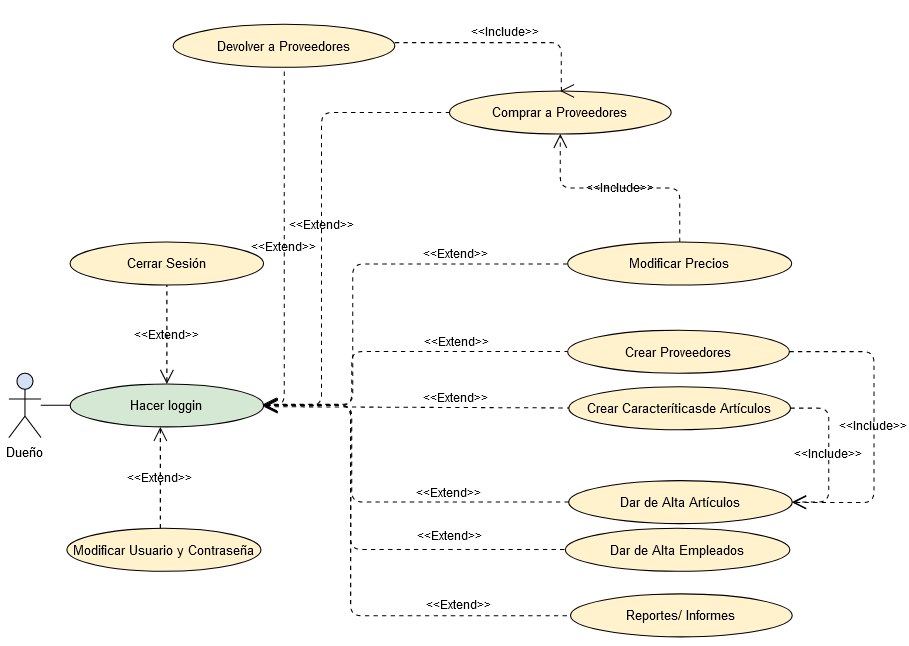 <<Include>>
Devolver a Proveedores
Comprar a Proveedores
<<Include>>
<<Extend>>
<<Extend>>
<<Extend>>
Cerrar Sesión
Modificar Precios
<<Extend>>
<<Extend>>
Crear Proveedores
<<Extend>>
Hacer loggin
Crear Caracteríticasde Artículos
<<Include>>
Dueño
<<Include>>
<<Extend>>
<<Extend>>
Dar de Alta Artículos
<<Extend>>
Modificar Usuario y Contraseña
Dar de Alta Empleados
<<Extend>>
Reportes/ Informes